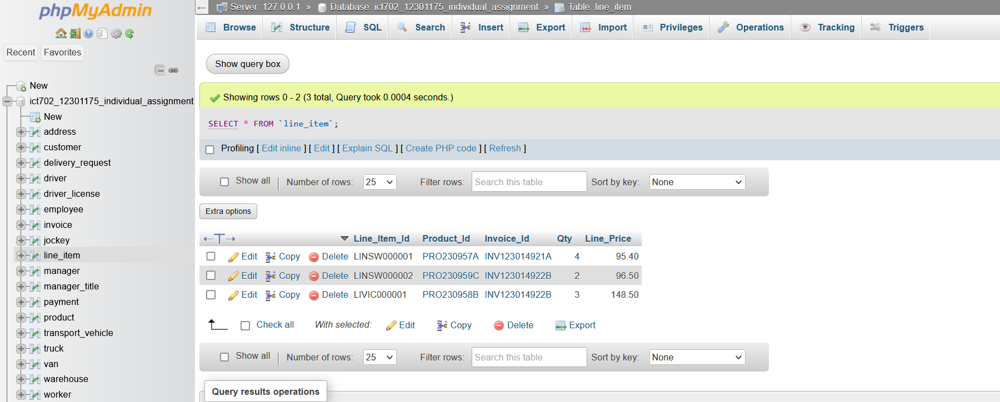 phpMyAdmin
Recent Favorites
New
ict702_12301175_individual_assignment
New
address
customer
delivery_request
driver
driver_license
employee
invoice
jockey
line_item
manager
manager_title
payment
product
transport_vehicle
truck
van
warehouse
worker
Server: 127.0.0.1 » Database: ict702_12301175_individual_assignment » Table: line_item
Browse Structure SQL Search Insert Export Import Privileges Operations Tracking Triggers
Show query box
Showing rows 0 - 2 (3 total, Query took 0.0004 seconds.)
SELECT * FROM `line_item`;
Profiling [ Edit inline ] [ Edit ] [ Explain SQL ] [ Create PHP code ] [ Refresh ]
Show all Number of rows: 25 Filter rows: Search this table Sort by key: None
Extra options
←T→ Line_Item_Id Product_Id Invoice_Id Qty Line_Price
Edit Copy Delete LINSW000001 PRO230957A INV123014921A 4 95.40
Edit Copy Delete LINSW000002 PRO230959C INV123014922B 2 96.50
Edit Copy Delete LIVIC000001 PRO230958B INV123014922B 3 148.50
Check all With selected: Edit Copy Delete Export
Show all Number of rows: 25 Filter rows: Search this table Sort by key: None
Query results operations